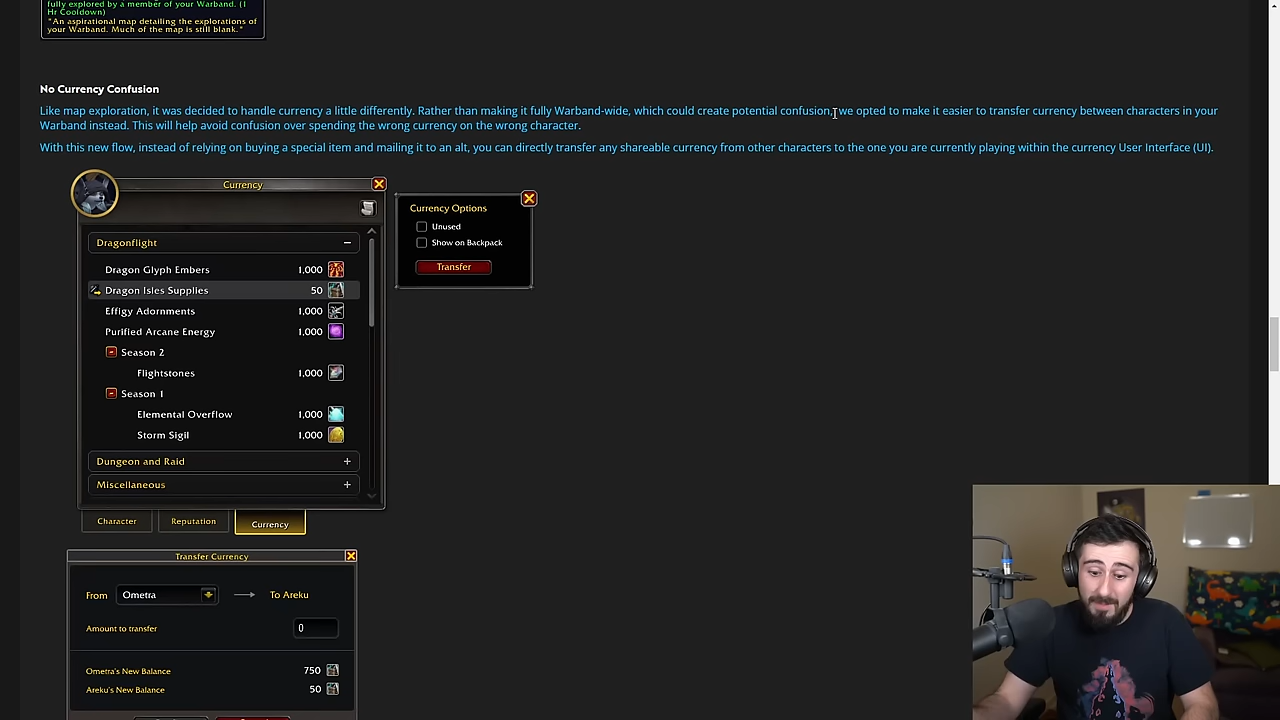 fully explored by a member of your Warband. (1
Hr Cooldown)
"An aspirational map detailing the explorations of
your Warband. Much of the map is still blank."
No Currency Confusion
Like map exploration, it was decided to handle currency a little differently. Rather than making it fully Warband-wide, which could create potential confusion, we opted to make it easier to transfer currency between characters in your
Warband instead. This will help avoid confusion over spending the wrong currency on the wrong character.
With this new flow, instead of relying on buying a special item and mailing it to an alt, you can directly transfer any shareable currency from other characters to the one you are currently playing within the currency User Interface (UI).
Currency
Dragonflight
Dragon Glyph Embers 1,000
Dragon Isles Supplies 50
Effigy Adornments 1,000
Purified Arcane Energy 1,000
Season 2
Flightstones 1,000
Season 1
Elemental Overflow 1,000
Storm Sigil 1,000
Dungeon and Raid
Miscellaneous
Character Reputation Currency
Currency Options
Unused
Show on Backpack
Transfer
Transfer Currency
From Ometra To Areku
Amount to transfer 0
Ometra's New Balance 750
Areku's New Balance 50